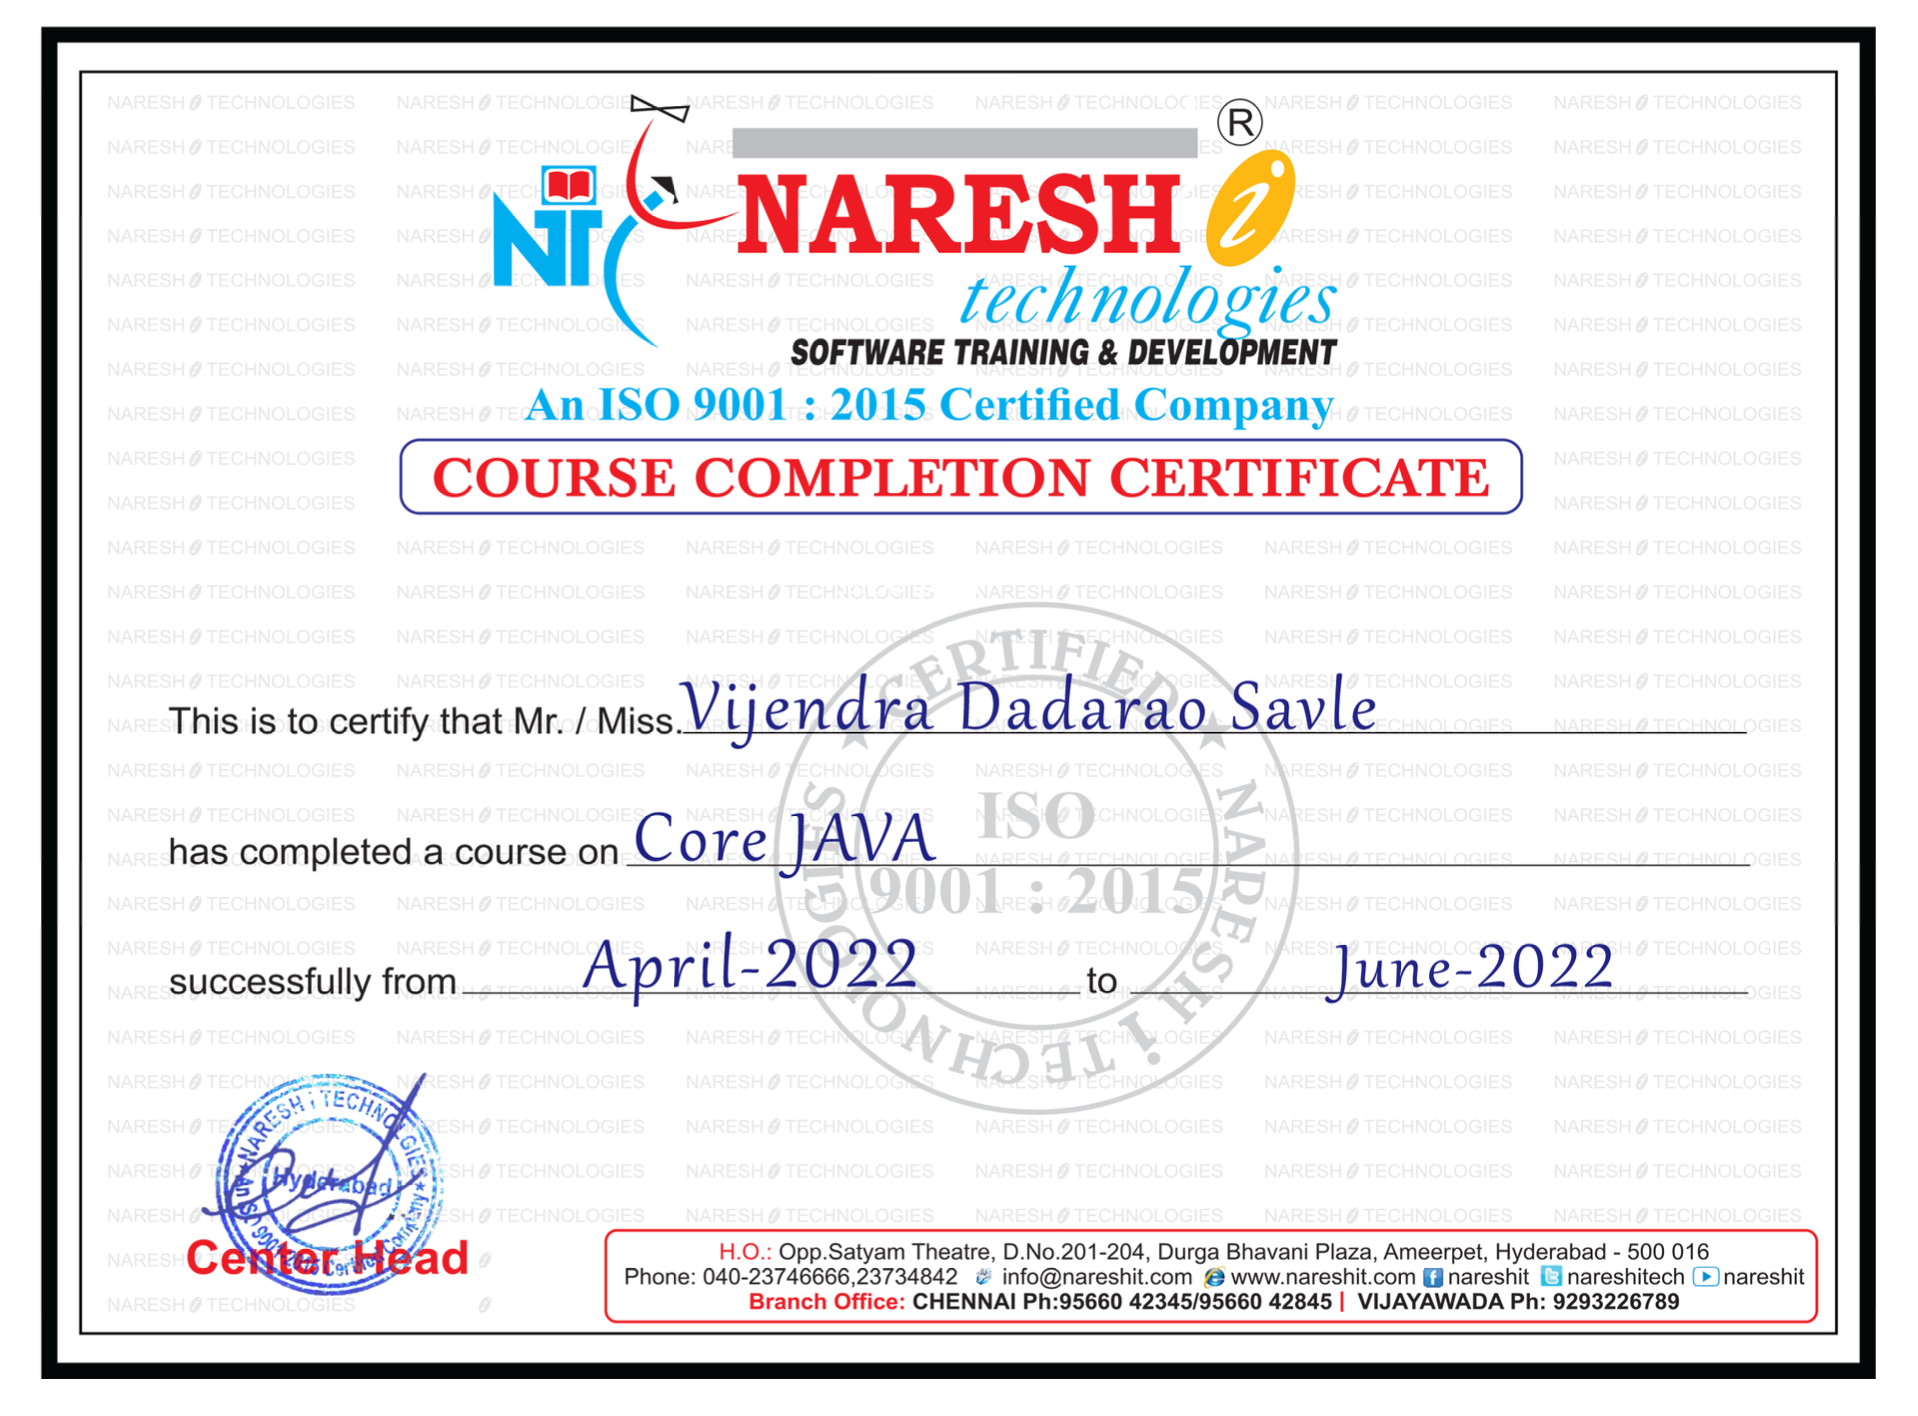 ®
NT
NARESH i
technologies
SOFTWARE TRAINING & DEVELOPMENT
An ISO 9001 : 2015 Certified Company
COURSE COMPLETION CERTIFICATE
CERTIFIED ★ NARESH i TECHNOLOGIES ★
ISO
9001 : 2015
This is to certify that Mr. / Miss. Vijendra Dadarao Savle
has completed a course on Core JAVA
successfully from April-2022 to June-2022
NARESH i TECHNOLOGIES
Hyderabad
Center Head
H.O.: Opp.Satyam Theatre, D.No.201-204, Durga Bhavani Plaza, Ameerpet, Hyderabad - 500 016
Phone: 040-23746666,23734842 info@nareshit.com www.nareshit.com nareshit nareshitech nareshit
Branch Office: CHENNAI Ph:95660 42345/95660 42845 | VIJAYAWADA Ph: 9293226789